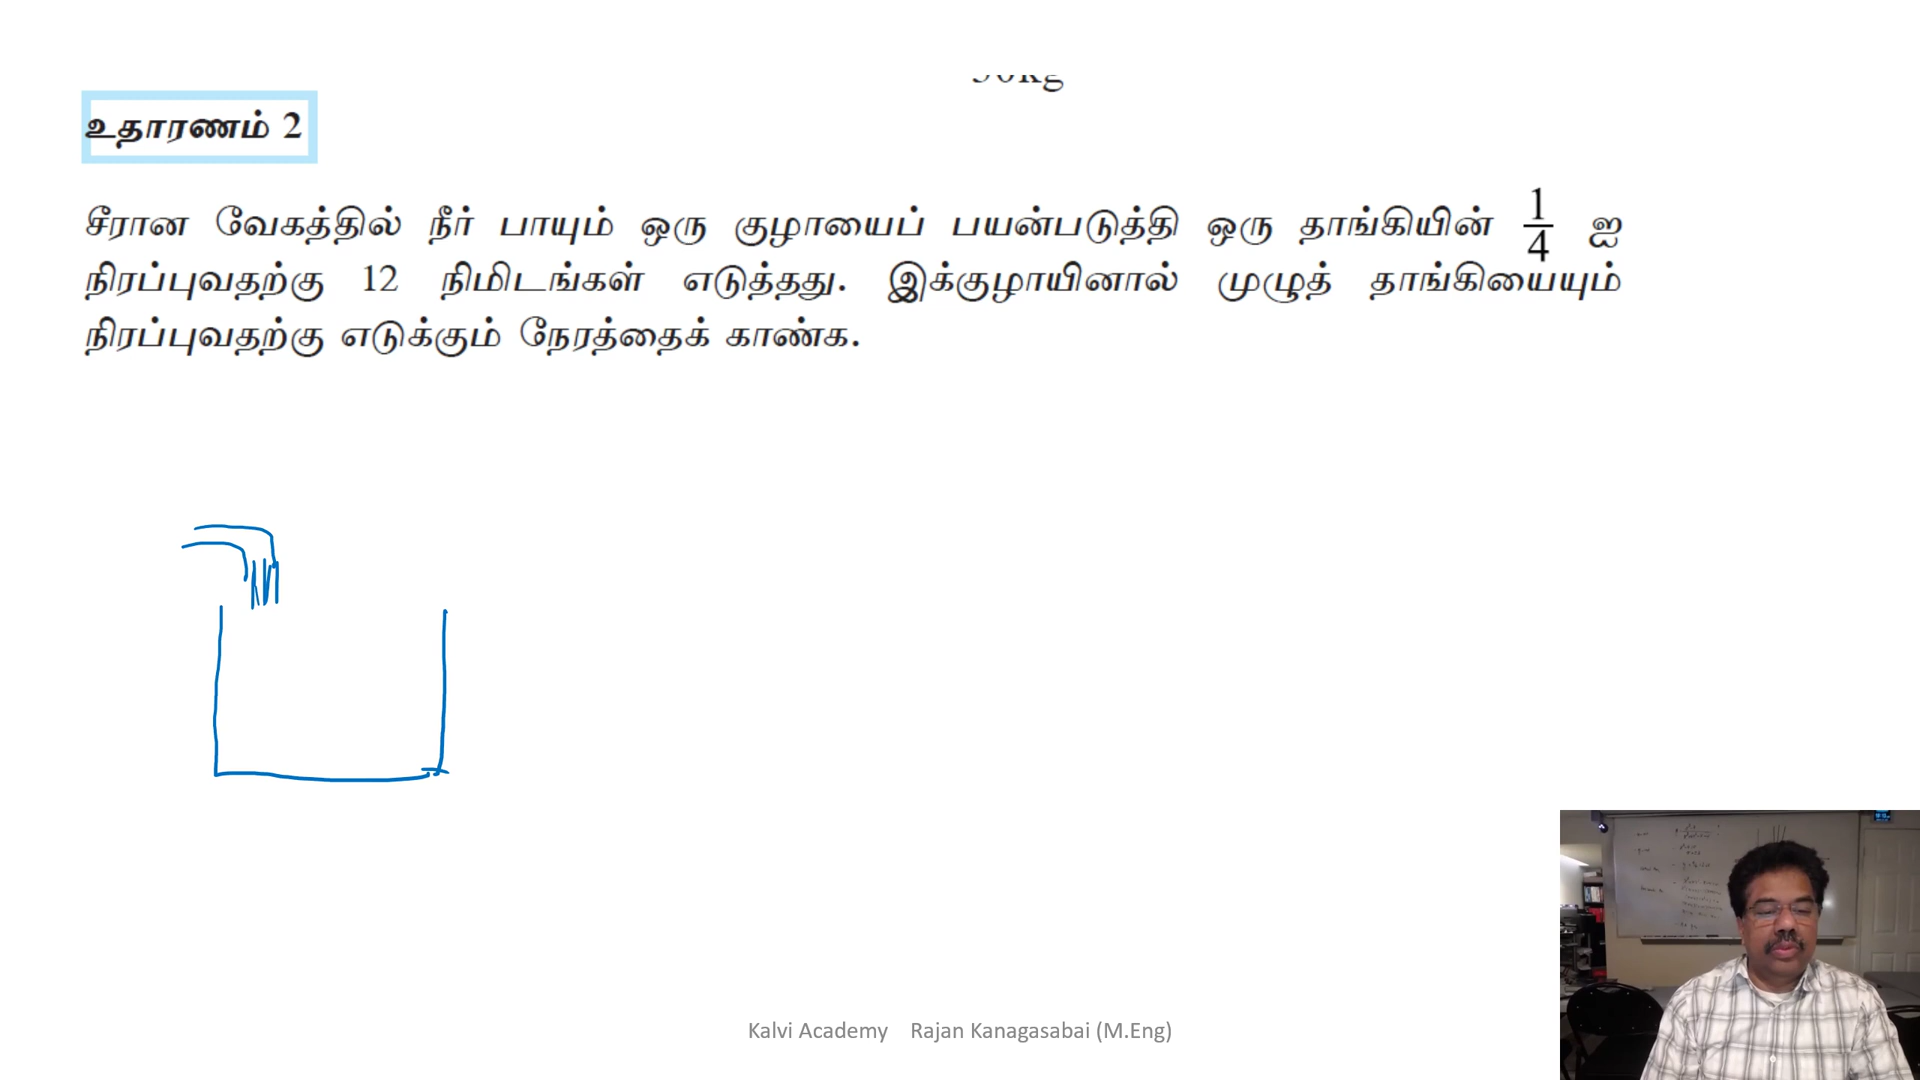 உதாரணம் 2
சீரான வேகத்தில் நீர் பாயும் ஒரு குழாயைப் பயன்படுத்தி ஒரு தாங்கியின் 1/4 ஐ
நிரப்புவதற்கு 12 நிமிடங்கள் எடுத்தது. இக்குழாயினால் முழுத் தாங்கியையும்
நிரப்புவதற்கு எடுக்கும் நேரத்தைக் காண்க.
Kalvi Academy Rajan Kanagasabai (M.Eng)